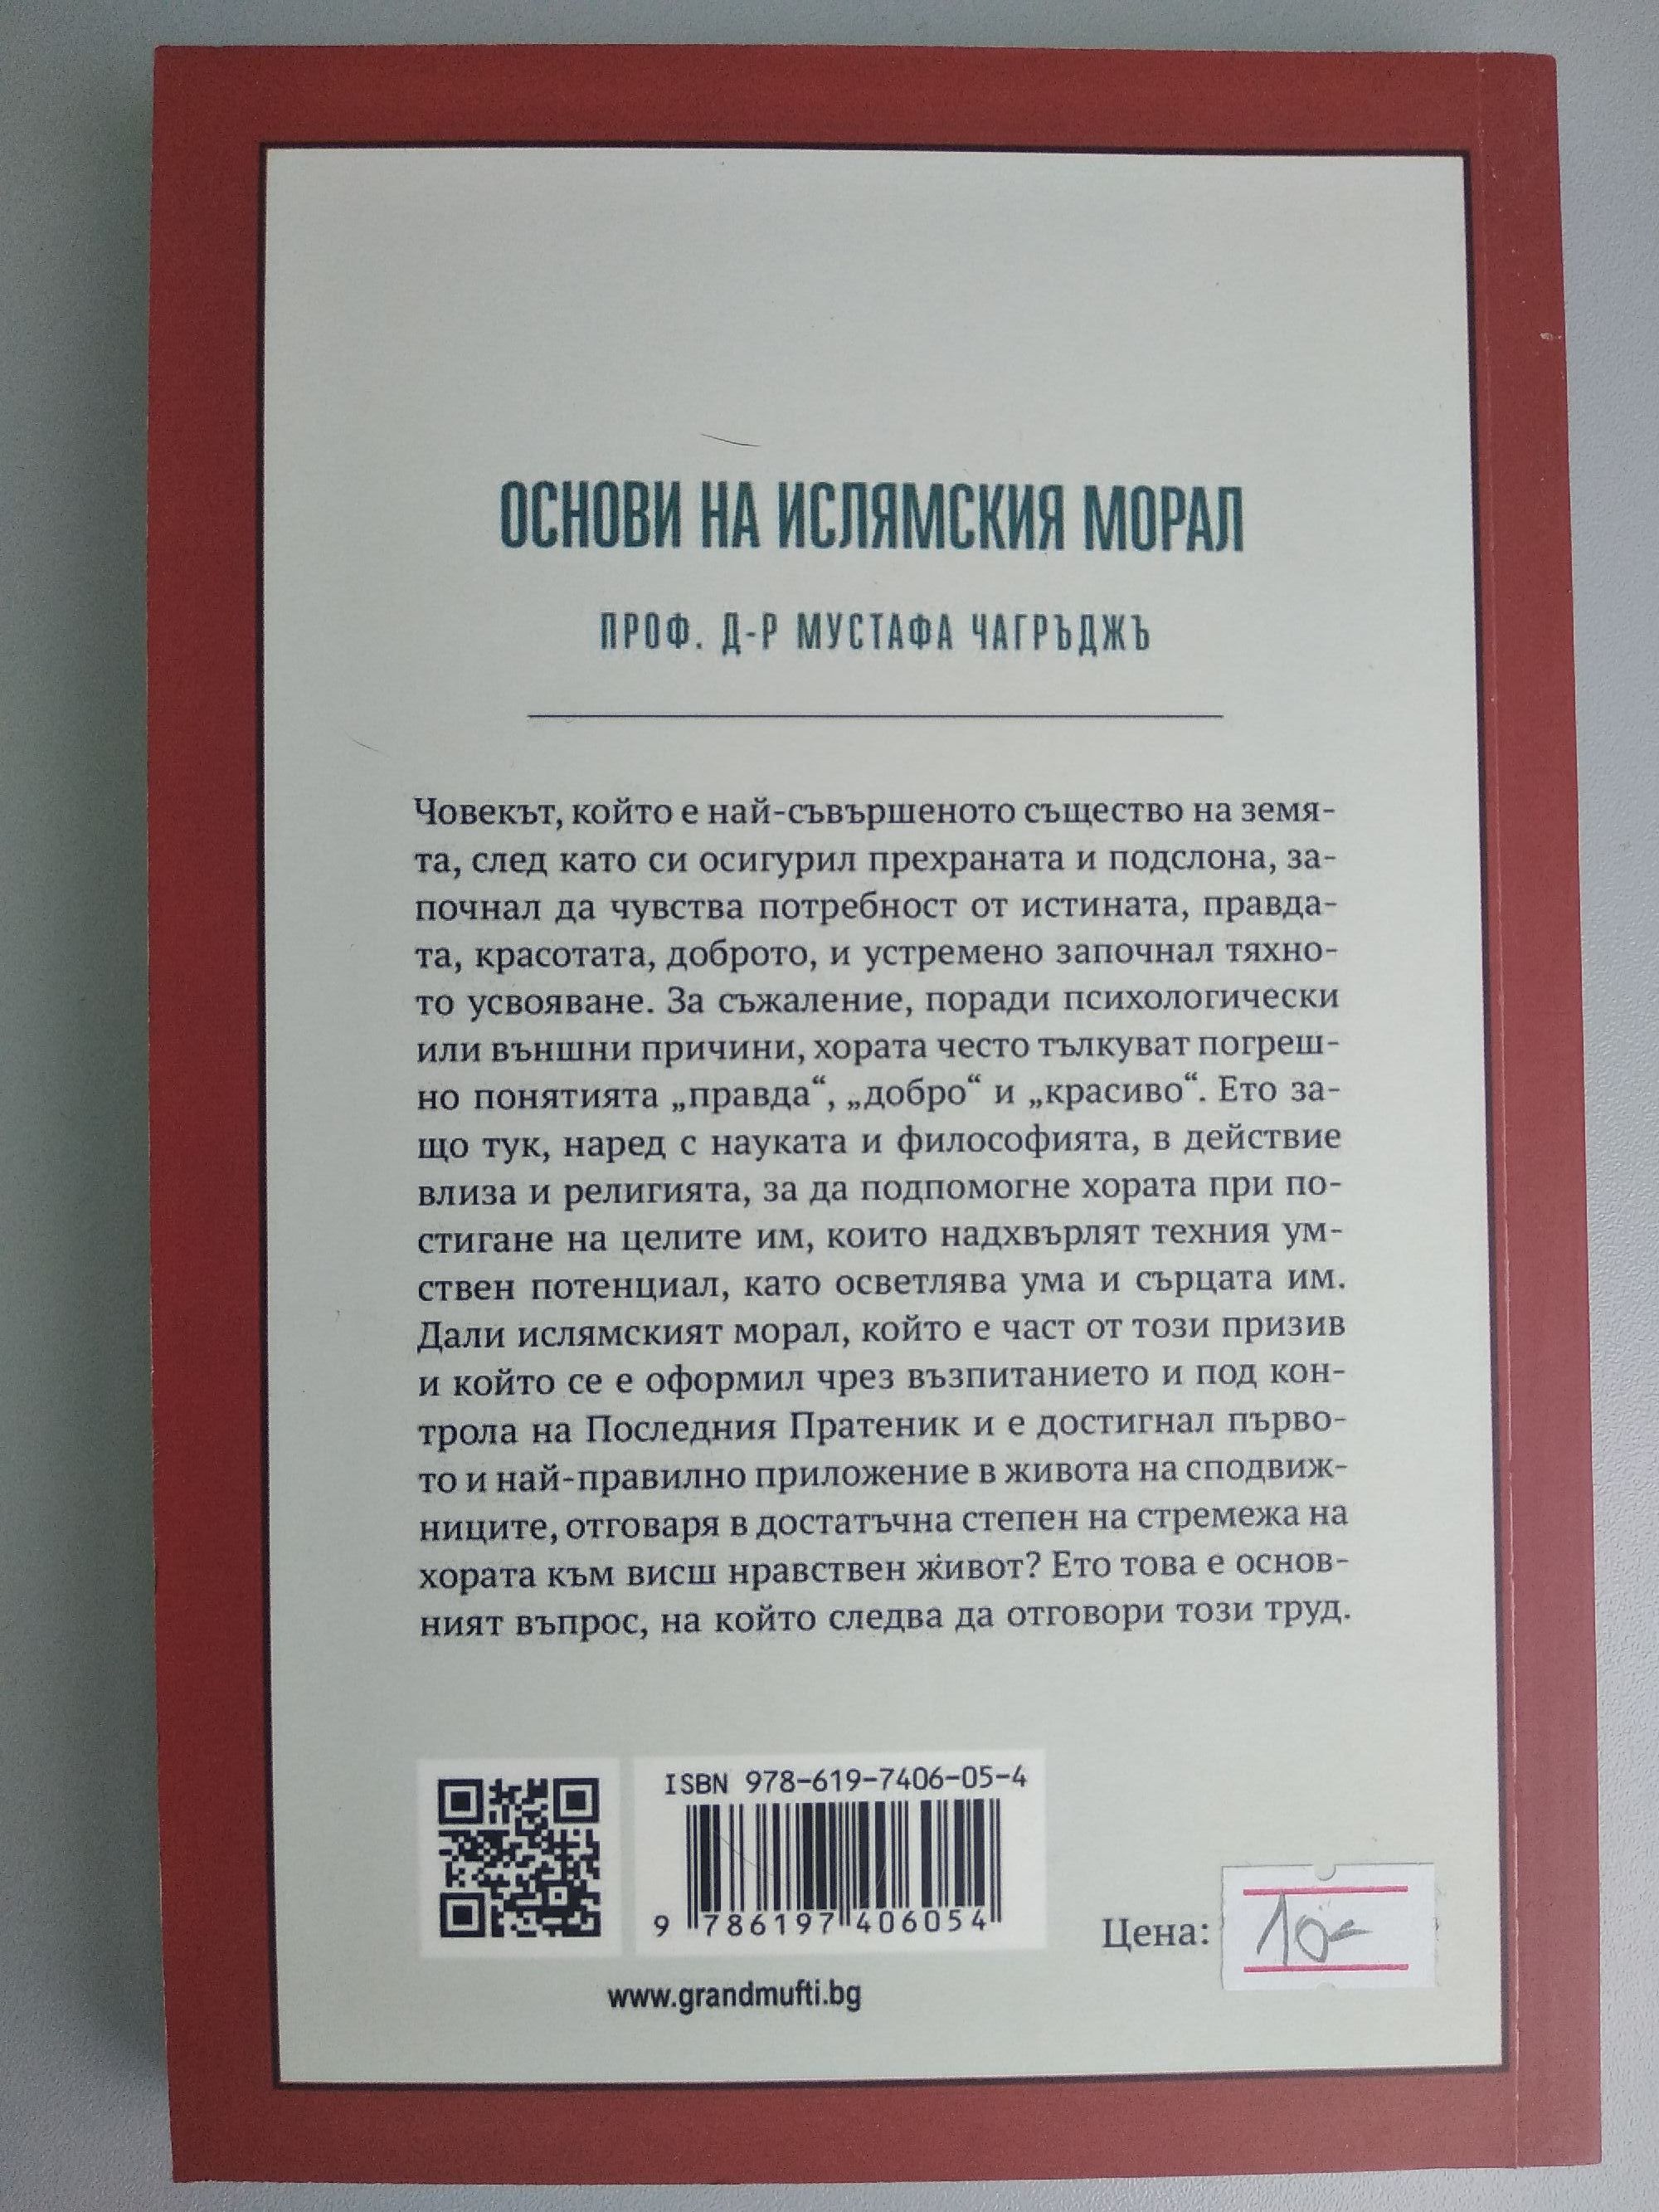 ОСНОВИ НА ИСЛЯМСКИЯ МОРАЛ
ПРОФ. Д-Р МУСТАФА ЧАГРЪДЖЪ
Човекът, който е най-съвършеното същество на земя-
та, след като си осигурил прехраната и подслона, за-
почнал да чувства потребност от истината, правда-
та, красотата, доброто, и устремено започнал тяхно-
то усвояване. За съжаление, поради психологически
или външни причини, хората често тълкуват погреш-
но понятията „правда“, „добро“ и „красиво“. Ето за-
що тук, наред с науката и философията, в действие
влиза и религията, за да подпомогне хората при по-
стигане на целите им, които надхвърлят техния ум-
ствен потенциал, като осветлява ума и сърцата им.
Дали ислямският морал, който е част от този призив
и който се е оформил чрез възпитанието и под кон-
трола на Последния Пратеник и е достигнал първо-
то и най-правилно приложение в живота на сподвиж-
ниците, отговаря в достатъчна степен на стремежа на
хората към висш нравствен живот? Ето това е основ-
ният въпрос, на който следва да отговори този труд.
ISBN 978-619-7406-05-4
9 786197 406054
Цена: 10-
www.grandmufti.bg